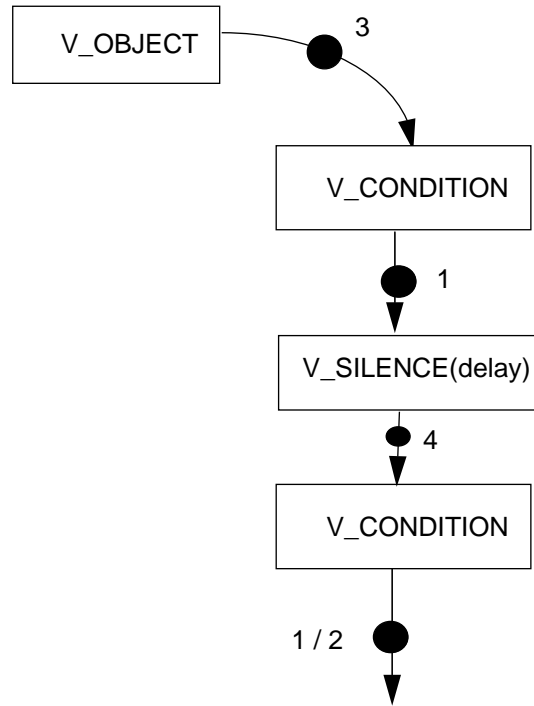 V_OBJECT
3
V_CONDITION
1
V_SILENCE(delay)
4
V_CONDITION
1 / 2